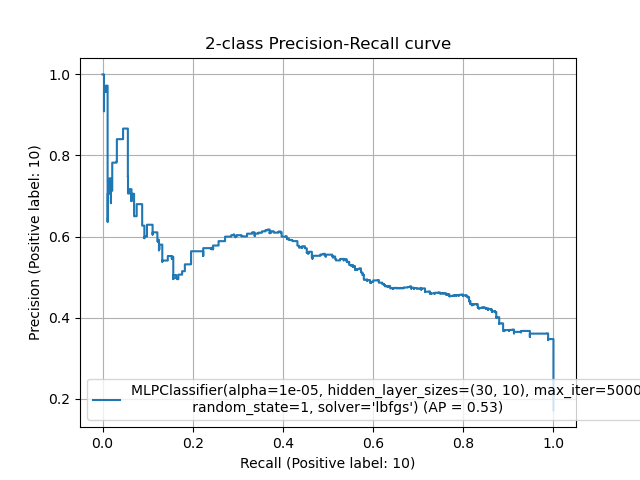 2-class Precision-Recall curve
1.0
0.8
0.6
0.4
0.2
Precision (Positive label: 10)
MLPClassifier(alpha=1e-05, hidden_layer_sizes=(30, 10), max_iter=5000
random_state=1, solver='lbfgs') (AP = 0.53)
0.0 0.2 0.4 0.6 0.8 1.0
Recall (Positive label: 10)